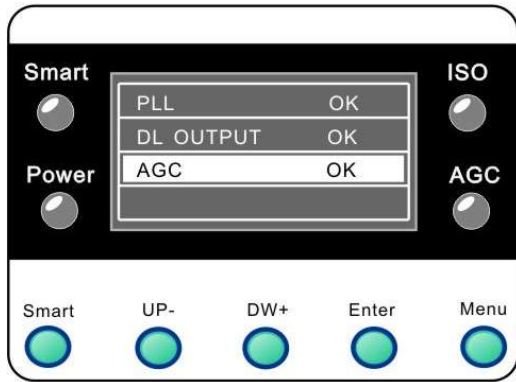 Smart ISO
PLL OK
DL OUTPUT OK
AGC OK
Power AGC
Smart UP- DW+ Enter Menu